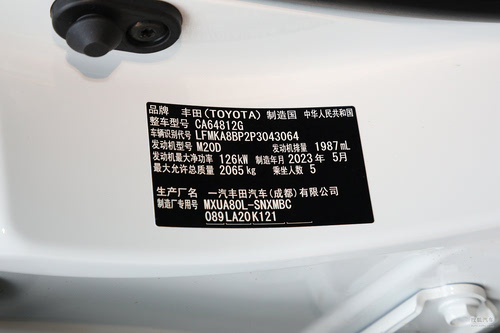 品牌 丰田(TOYOTA) 制造国 中华人民共和国
整车型号 CA64812G
车辆识别代号 LFMKA8BP2P3043064
发动机型号 M20D 发动机排量 1987 mL
发动机最大净功率 126kW 制造年月 2023年 5月
最大允许总质量 2065kg 乘坐人数 5
生产厂名 一汽丰田汽车(成都)有限公司
制造厂专用号 MXUA80L-SNXMBC
089LA20K121